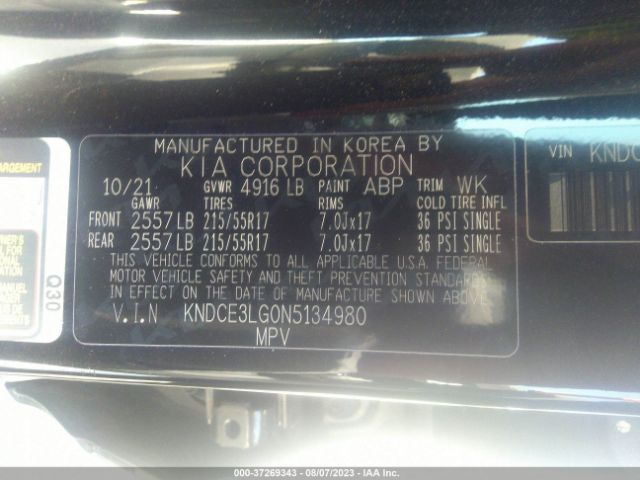 MANUFACTURED IN KOREA BY
KIA CORPORATION
10/21 GVWR 4916 LB PAINT ABP TRIM WK
GAWR TIRES RIMS COLD TIRE INFL
FRONT 2557 LB 215/55R17 7.0Jx17 36 PSI SINGLE
REAR 2557 LB 215/55R17 7.0Jx17 36 PSI SINGLE
THIS VEHICLE CONFORMS TO ALL APPLICABLE U.S.A. FEDERAL
MOTOR VEHICLE SAFETY AND THEFT PREVENTION STANDARDS
IN EFFECT ON THE DATE OF MANUFACTURE SHOWN ABOVE.
V.I.N KNDCE3LG0N5134980
MPV
Q30
VIN KNDC
000-37269343 - 08/07/2023 - IAA Inc.